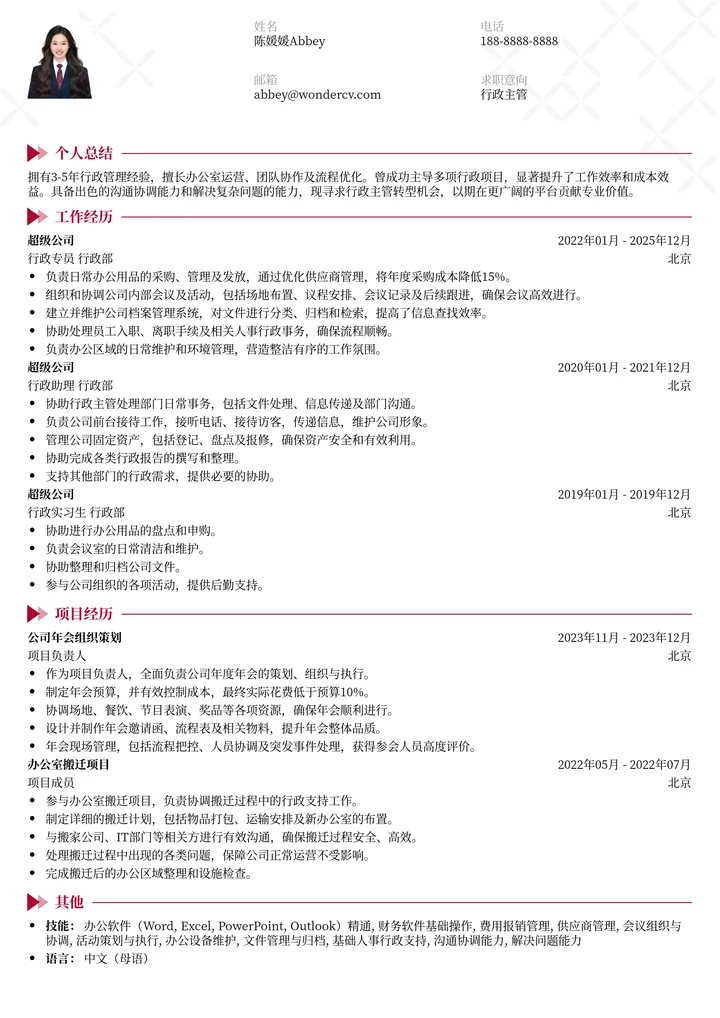 姓名
陈媛媛Abbey
电话
188-8888-8888
邮箱
abbey@wondercv.com
求职意向
行政主管
个人总结
拥有3-5年行政管理经验，擅长办公室运营、团队协作及流程优化。曾成功主导多项行政项目，显著提升了工作效率和成本效
益。具备出色的沟通协调能力和解决复杂问题的能力，现寻求行政主管转型机会，以期在更广阔的平台贡献专业价值。
工作经历
超级公司 2022年01月 - 2025年12月
行政专员 行政部 北京
• 负责日常办公用品的采购、管理及发放，通过优化供应商管理，将年度采购成本降低15%。
• 组织和协调公司内部会议及活动，包括场地布置、议程安排、会议记录及后续跟进，确保会议高效进行。
• 建立并维护公司档案管理系统，对文件进行分类、归档和检索，提高了信息查找效率。
• 协助处理员工入职、离职手续及相关人事行政事务，确保流程顺畅。
• 负责办公区域的日常维护和环境管理，营造整洁有序的工作氛围。
超级公司 2020年01月 - 2021年12月
行政助理 行政部 北京
• 协助行政主管处理部门日常事务，包括文件处理、信息传递及部门沟通。
• 负责公司前台接待工作，接听电话、接待访客，传递信息，维护公司形象。
• 管理公司固定资产，包括登记、盘点及报修，确保资产安全和有效利用。
• 协助完成各类行政报告的撰写和整理。
• 支持其他部门的行政需求，提供必要的协助。
超级公司 2019年01月 - 2019年12月
行政实习生 行政部 北京
• 协助进行办公用品的盘点和申购。
• 负责会议室的日常清洁和维护。
• 协助整理和归档公司文件。
• 参与公司组织的各项活动，提供后勤支持。
项目经历
公司年会组织策划 2023年11月 - 2023年12月
项目负责人 北京
• 作为项目负责人，全面负责公司年度年会的策划、组织与执行。
• 制定年会预算，并有效控制成本，最终实际花费低于预算10%。
• 协调场地、餐饮、节目表演、奖品等各项资源，确保年会顺利进行。
• 设计并制作年会邀请函、流程表及相关物料，提升年会整体品质。
• 年会现场管理，包括流程把控、人员协调及突发事件处理，获得参会人员高度评价。
办公室搬迁项目 2022年05月 - 2022年07月
项目成员 北京
• 参与办公室搬迁项目，负责协调搬迁过程中的行政支持工作。
• 制定详细的搬迁计划，包括物品打包、运输安排及新办公室的布置。
• 与搬家公司、IT部门等相关方进行有效沟通，确保搬迁过程安全、高效。
• 处理搬迁过程中出现的各类问题，保障公司正常运营不受影响。
• 完成搬迁后的办公区域整理和设施检查。
其他
• 技能： 办公软件（Word, Excel, PowerPoint, Outlook）精通, 财务软件基础操作, 费用报销管理, 供应商管理, 会议组织与
协调, 活动策划与执行, 办公设备维护, 文件管理与归档, 基础人事行政支持, 沟通协调能力, 解决问题能力
• 语言： 中文（母语）